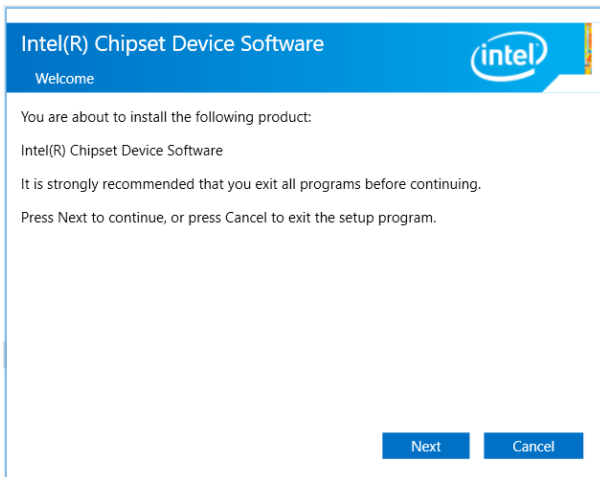 Intel(R) Chipset Device Software
intel
Welcome
You are about to install the following product:
Intel(R) Chipset Device Software
It is strongly recommended that you exit all programs before continuing.
Press Next to continue, or press Cancel to exit the setup program.
Next
Cancel